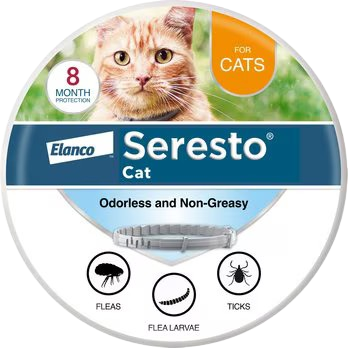 8
MONTH
PROTECTION
FOR
CATS
Elanco
Seresto®
Cat
Odorless and Non-Greasy
FLEAS
FLEA LARVAE
TICKS